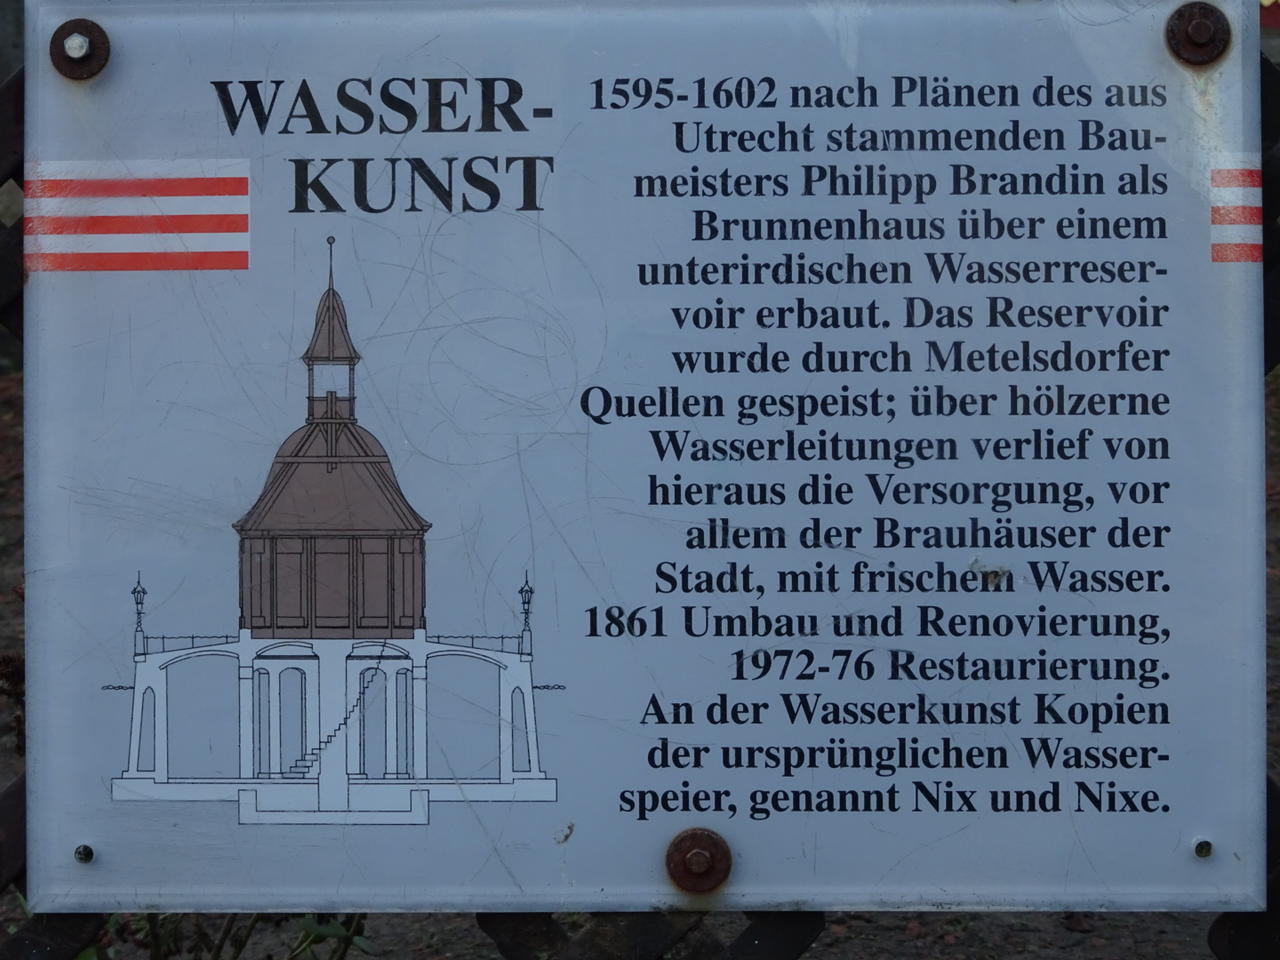 WASSER-
KUNST
1595-1602 nach Plänen des aus
Utrecht stammenden Bau-
meisters Philipp Brandin als
Brunnenhaus über einem
unterirdischen Wasserreser-
voir erbaut. Das Reservoir
wurde durch Metelsdorfer
Quellen gespeist; über hölzerne
Wasserleitungen verlief von
hieraus die Versorgung, vor
allem der Brauhäuser der
Stadt, mit frischem Wasser.
1861 Umbau und Renovierung,
1972-76 Restaurierung.
An der Wasserkunst Kopien
der ursprünglichen Wasser-
speier, genannt Nix und Nixe.